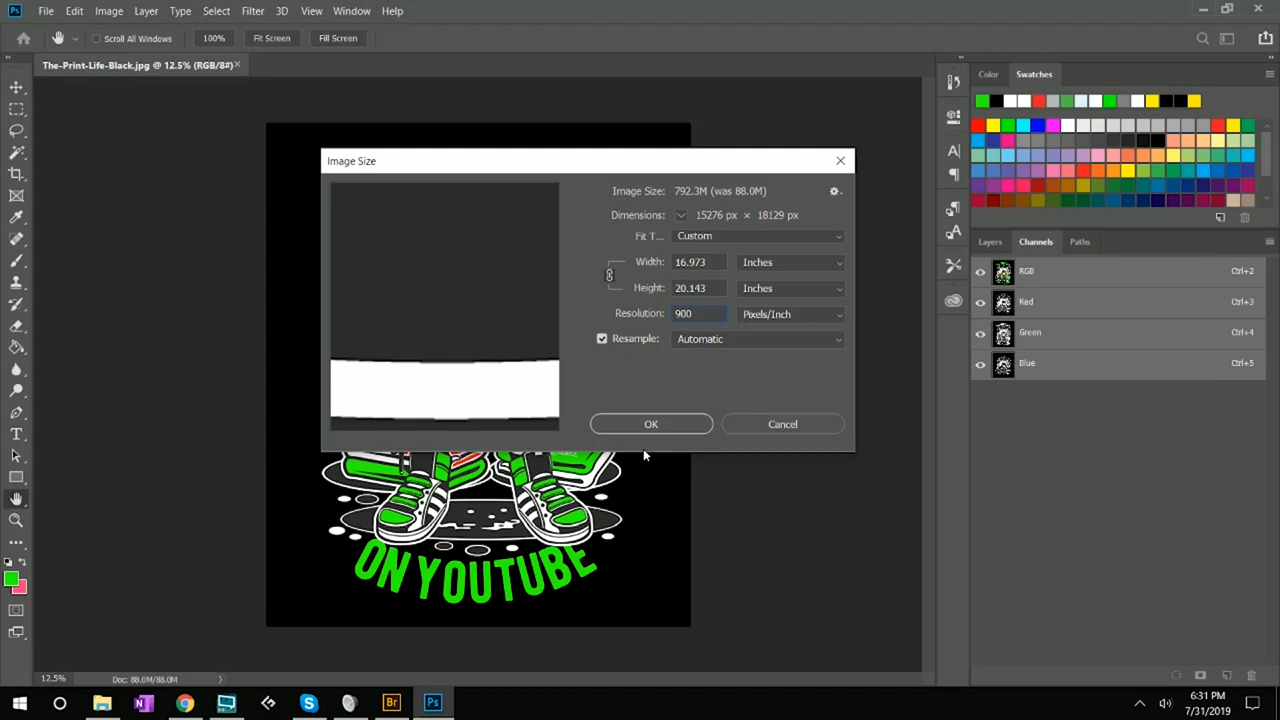 Ps File Edit Image Layer Type Select Filter 3D View Window Help
Scroll All Windows 100% Fit Screen Fill Screen
The-Print-Life-Black.jpg @ 12.5% (RGB/8#)
Color Swatches
Image Size
Image Size: 792.3M (was 88.0M)
Dimensions: 15276 px × 18129 px
Fit T... Custom
Width: 16.973 Inches
Height: 20.143 Inches
Resolution: 900 Pixels/Inch
Resample: Automatic
OK Cancel
Layers Channels Paths
RGB Ctrl+2
Red Ctrl+3
Green Ctrl+4
Blue Ctrl+5
ON YOUTUBE
12.5% Doc: 88.0M/88.0M
Br Ps
6:31 PM
7/31/2019